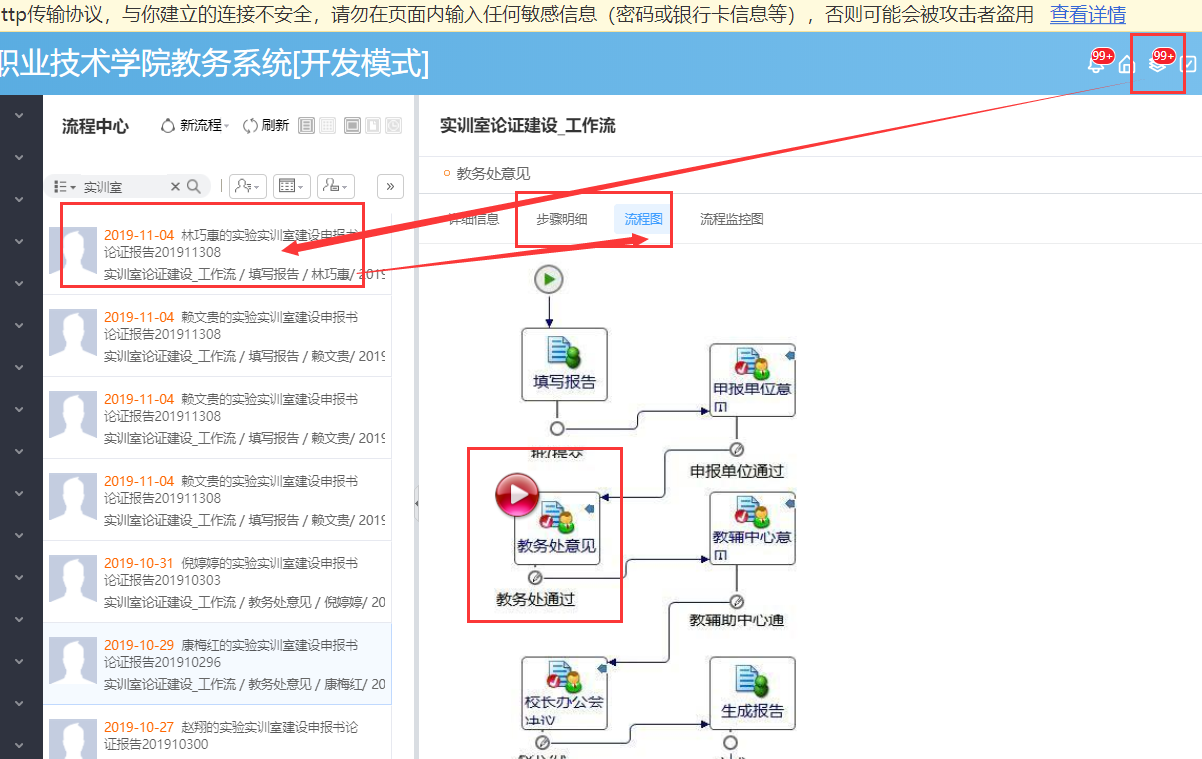 ttp传输协议，与你建立的连接不安全，请勿在页面内输入任何敏感信息（密码或银行卡信息等），否则可能会被攻击者盗用 查看详情
职业技术学院教务系统[开发模式]
99+
99+
流程中心
新流程
刷新
实训室
»
2019-11-04 林巧惠的实验实训室建设申报书
论证报告201911308
实训室论证建设_工作流 / 填写报告 / 林巧惠/ 2019
2019-11-04 赖文贵的实验实训室建设申报书
论证报告201911308
实训室论证建设_工作流 / 填写报告 / 赖文贵/ 2019
2019-11-04 赖文贵的实验实训室建设申报书
论证报告201911308
实训室论证建设_工作流 / 填写报告 / 赖文贵/ 2019
2019-11-04 赖文贵的实验实训室建设申报书
论证报告201911308
实训室论证建设_工作流 / 填写报告 / 赖文贵/ 2019
2019-10-31 倪婷婷的实验实训室建设申报书
论证报告201910303
实训室论证建设_工作流 / 教务处意见 / 倪婷婷/ 20
2019-10-29 康梅红的实验实训室建设申报书
论证报告201910296
实训室论证建设_工作流 / 教务处意见 / 康梅红/ 20
2019-10-27 赵翔的实验实训室建设申报书论
证报告201910300
实训室论证建设_工作流
教务处意见
详细信息 步骤明细 流程图 流程监控图
填写报告
批/提交
申报单位意
申报单位通过
教务处意见
教务处通过
教辅中心意
教辅助中心通
校长办公会
决议
生成报告